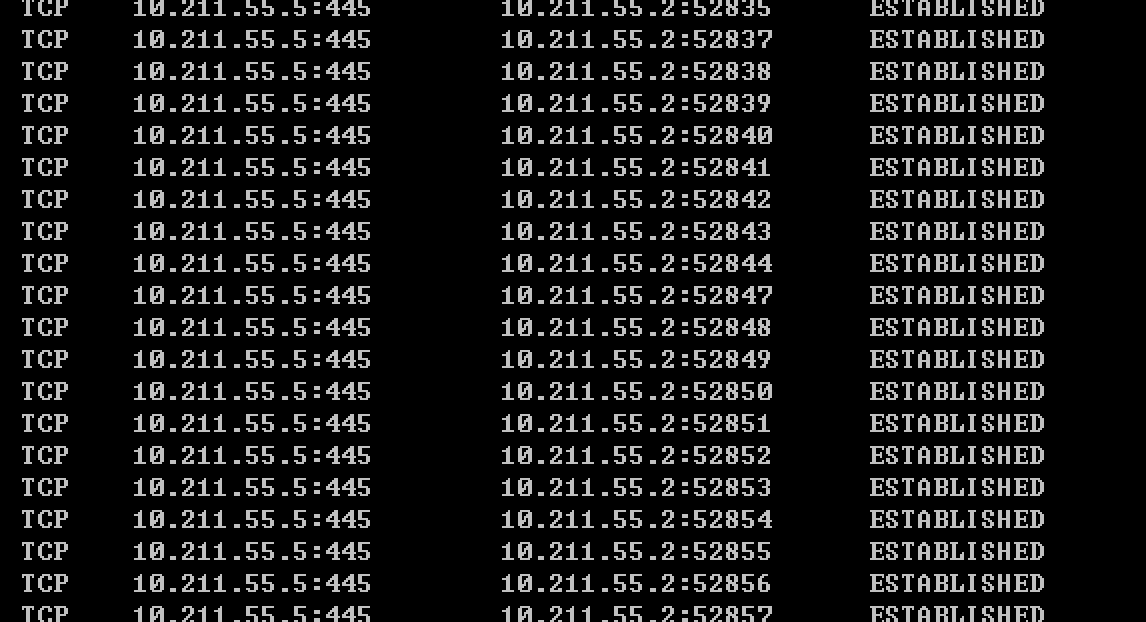 TCP 10.211.55.5:445 10.211.55.2:52835 ESTABLISHED
TCP 10.211.55.5:445 10.211.55.2:52837 ESTABLISHED
TCP 10.211.55.5:445 10.211.55.2:52838 ESTABLISHED
TCP 10.211.55.5:445 10.211.55.2:52839 ESTABLISHED
TCP 10.211.55.5:445 10.211.55.2:52840 ESTABLISHED
TCP 10.211.55.5:445 10.211.55.2:52841 ESTABLISHED
TCP 10.211.55.5:445 10.211.55.2:52842 ESTABLISHED
TCP 10.211.55.5:445 10.211.55.2:52843 ESTABLISHED
TCP 10.211.55.5:445 10.211.55.2:52844 ESTABLISHED
TCP 10.211.55.5:445 10.211.55.2:52847 ESTABLISHED
TCP 10.211.55.5:445 10.211.55.2:52848 ESTABLISHED
TCP 10.211.55.5:445 10.211.55.2:52849 ESTABLISHED
TCP 10.211.55.5:445 10.211.55.2:52850 ESTABLISHED
TCP 10.211.55.5:445 10.211.55.2:52851 ESTABLISHED
TCP 10.211.55.5:445 10.211.55.2:52852 ESTABLISHED
TCP 10.211.55.5:445 10.211.55.2:52853 ESTABLISHED
TCP 10.211.55.5:445 10.211.55.2:52854 ESTABLISHED
TCP 10.211.55.5:445 10.211.55.2:52855 ESTABLISHED
TCP 10.211.55.5:445 10.211.55.2:52856 ESTABLISHED
TCP 10.211.55.5:445 10.211.55.2:52857 ESTABLISHED